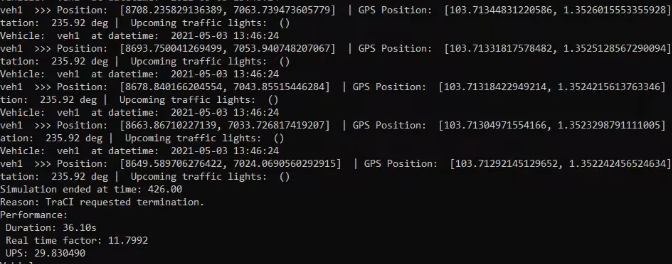 veh1 >>> Position: [8708.235829136389, 7063.739473605779] | GPS Position: [103.71344831220586, 1.3526015553355928]
tation: 235.92 deg | Upcoming traffic lights: ()
Vehicle: veh1 at datetime: 2021-05-03 13:46:24
veh1 >>> Position: [8693.750041269499, 7053.940748207067] | GPS Position: [103.71331817578482, 1.3525128567290094]
tation: 235.92 deg | Upcoming traffic lights: ()
Vehicle: veh1 at datetime: 2021-05-03 13:46:24
veh1 >>> Position: [8678.840166204554, 7043.85515446284] | GPS Position: [103.71318422949214, 1.3524215613763346]
tion: 235.92 deg | Upcoming traffic lights: ()
Vehicle: veh1 at datetime: 2021-05-03 13:46:24
veh1 >>> Position: [8663.86710227139, 7033.726817419207] | GPS Position: [103.71304971554166, 1.3523298791111005]
ation: 235.92 deg | Upcoming traffic lights: ()
Vehicle: veh1 at datetime: 2021-05-03 13:46:24
veh1 >>> Position: [8649.589706276422, 7024.0690560292915] | GPS Position: [103.71292145129652, 1.352242456524634]
tation: 235.92 deg | Upcoming traffic lights: ()
Simulation ended at time: 426.00
Reason: TraCI requested termination.
Performance:
Duration: 36.10s
Real time factor: 11.7992
UPS: 29.830490